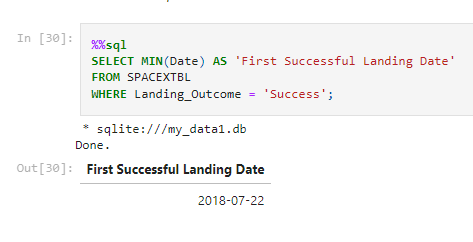 In [30]:
%%sql
SELECT MIN(Date) AS 'First Successful Landing Date'
FROM SPACEXTBL
WHERE Landing_Outcome = 'Success';
* sqlite:///my_data1.db
Done.
Out[30]:
First Successful Landing Date
2018-07-22